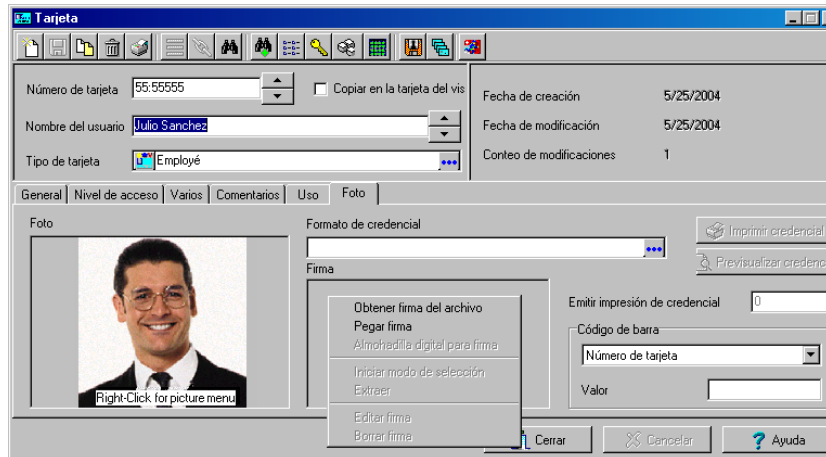 Tarjeta
Número de tarjeta 55:55555 Copiar en la tarjeta del vis
Nombre del usuario Julio Sanchez
Tipo de tarjeta Employé
Fecha de creación 5/25/2004
Fecha de modificación 5/25/2004
Conteo de modificaciones 1
General Nivel de acceso Varios Comentarios Uso Foto
Foto
Right-Click for picture menu
Formato de credencial
Firma
Obtener firma del archivo
Pegar firma
Almohadilla digital para firma
Iniciar modo de selección
Extraer
Editar firma
Borrar firma
Imprimir credencial
Previsualizar credenc
Emitir impresión de credencial 0
Código de barra
Número de tarjeta
Valor
Cerrar Cancelar Ayuda